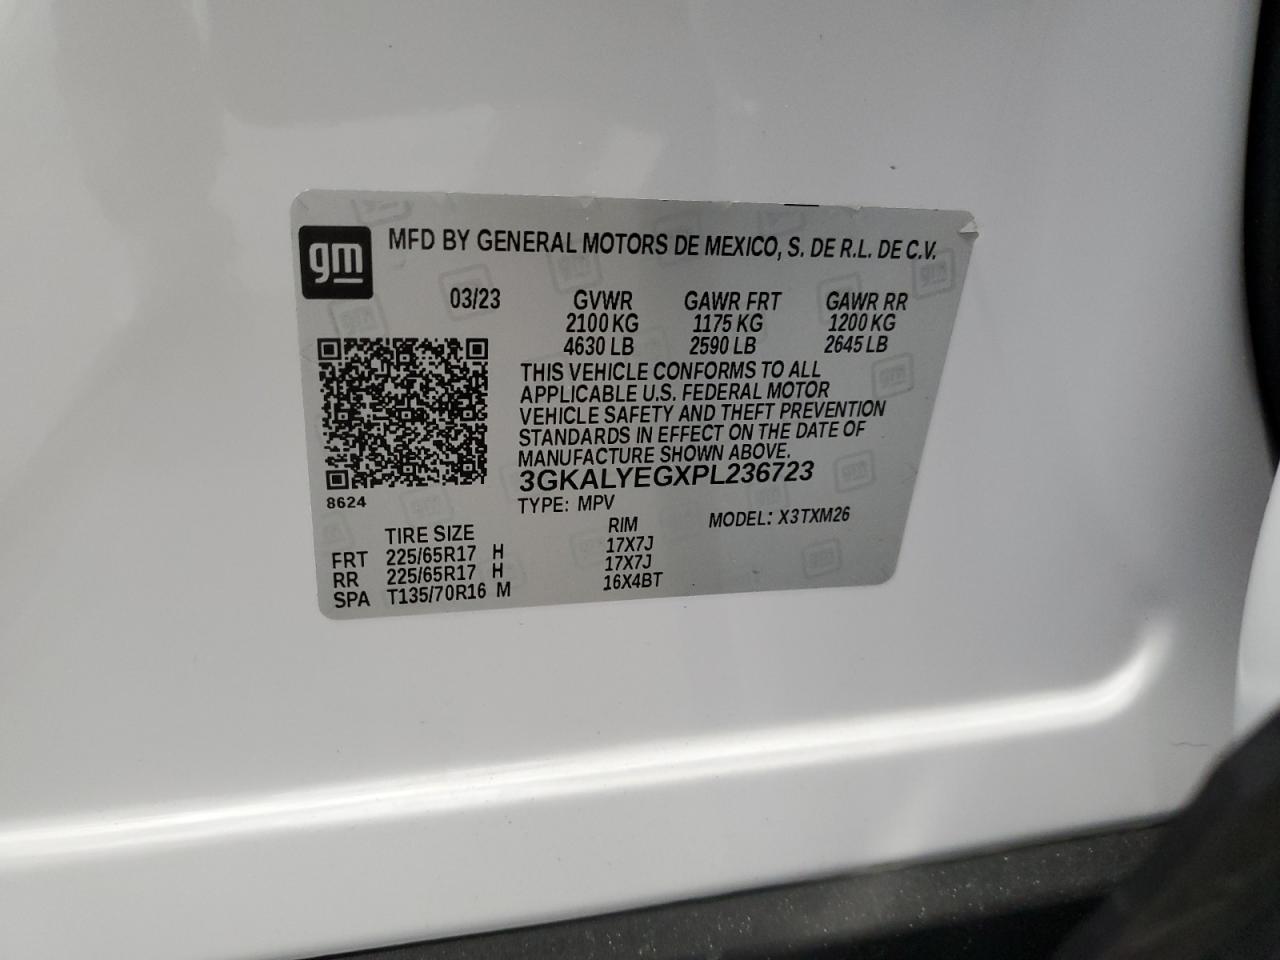 gm
MFD BY GENERAL MOTORS DE MEXICO, S. DE R.L. DE C.V.
03/23 GVWR GAWR FRT GAWR RR
2100 KG 1175 KG 1200 KG
4630 LB 2590 LB 2645 LB
THIS VEHICLE CONFORMS TO ALL
APPLICABLE U.S. FEDERAL MOTOR
VEHICLE SAFETY AND THEFT PREVENTION
STANDARDS IN EFFECT ON THE DATE OF
MANUFACTURE SHOWN ABOVE.
3GKALYEGXPL236723
8624
TYPE: MPV MODEL: X3TXM26
TIRE SIZE RIM
FRT 225/65R17 H 17X7J
RR 225/65R17 H 17X7J
SPA T135/70R16 M 16X4BT